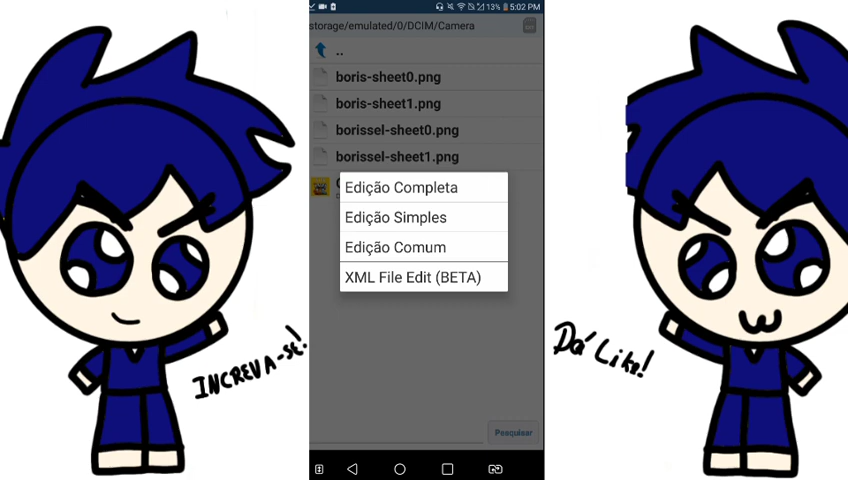 13% 5:02 PM
storage/emulated/0/DCIM/Camera
..
boris-sheet0.png
boris-sheet1.png
borissel-sheet0.png
borissel-sheet1.png
Edição Completa
Edição Simples
Edição Comum
XML File Edit (BETA)
INCREVA-SE!
Dá Like!
Pesquisar